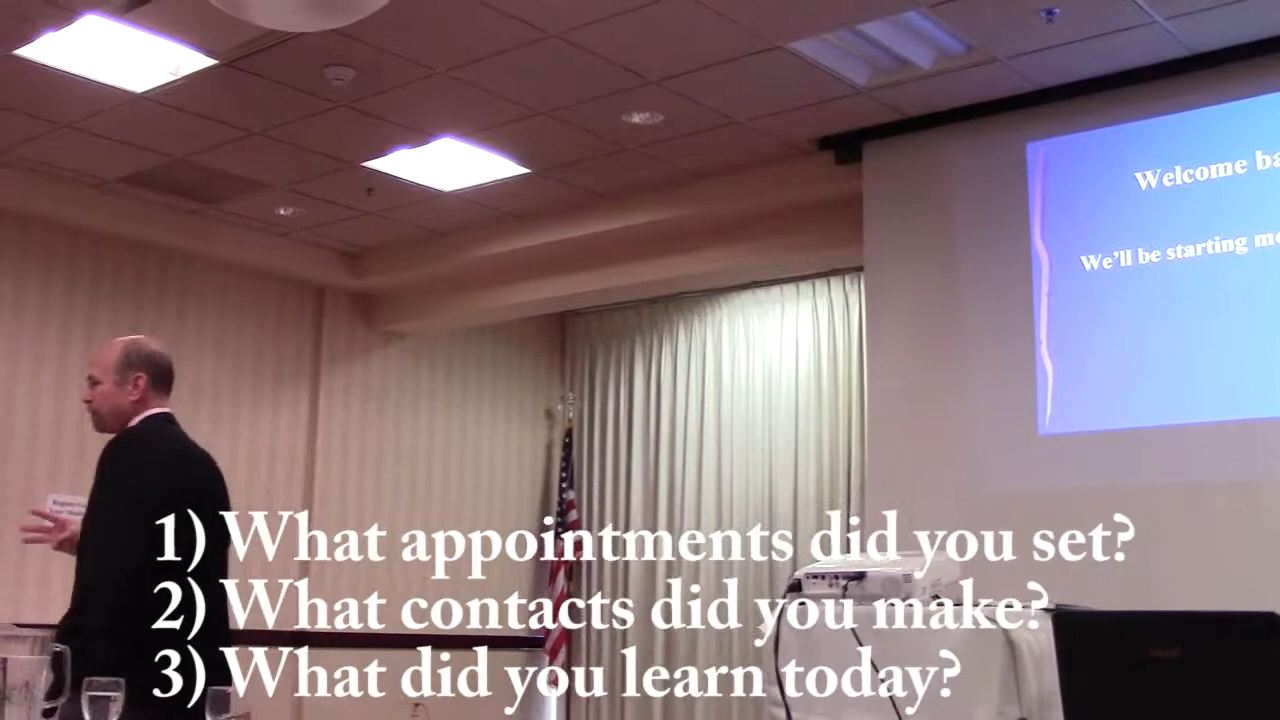 Welcome ba
We'll be starting mo
1) What appointments did you set?
2) What contacts did you make?
3) What did you learn today?